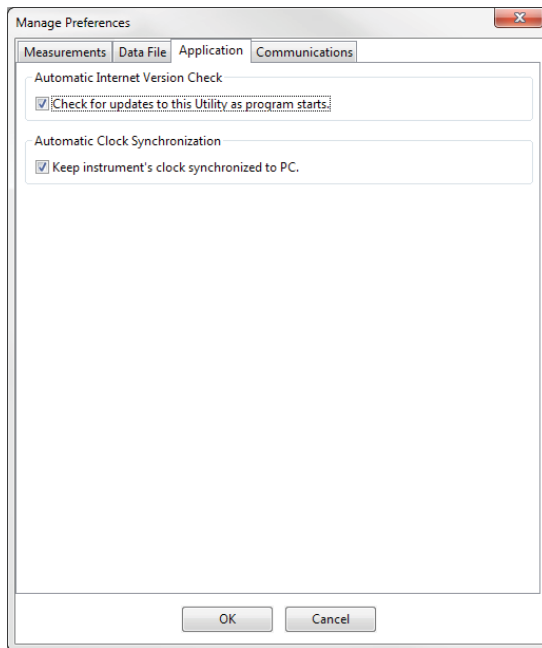 Manage Preferences
Measurements Data File Application Communications
Automatic Internet Version Check
Check for updates to this Utility as program starts.
Automatic Clock Synchronization
Keep instrument's clock synchronized to PC.
OK Cancel